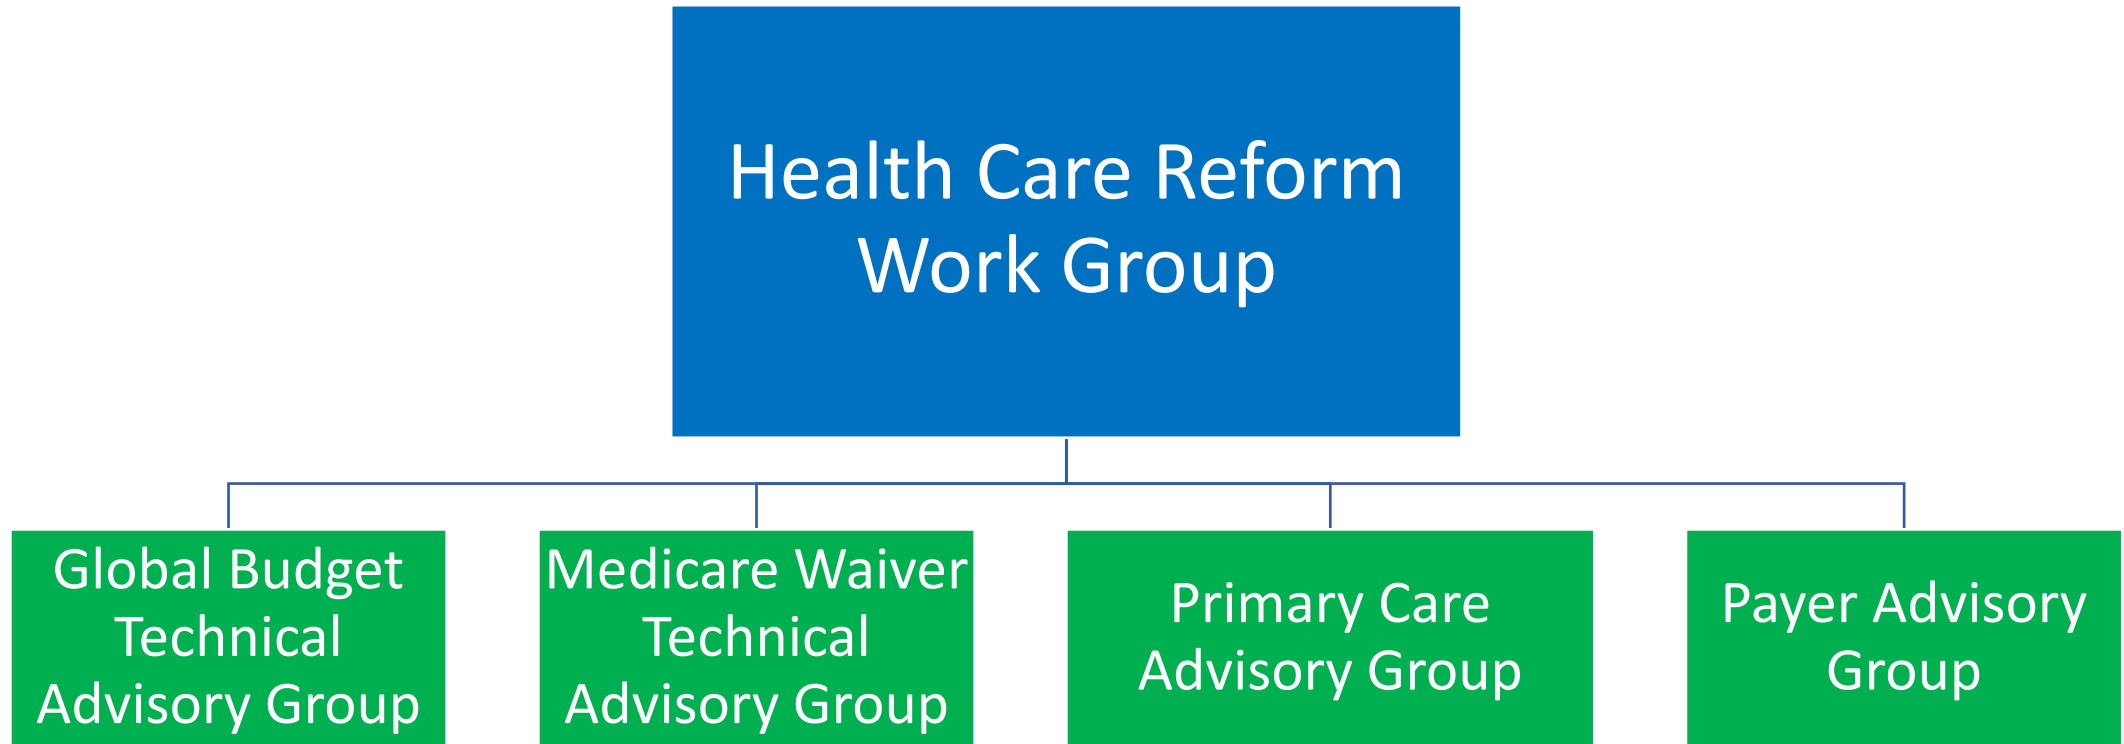 Health Care Reform
Work Group
Global Budget
Technical
Advisory Group
Medicare Waiver
Technical
Advisory Group
Primary Care
Advisory Group
Payer Advisory
Group